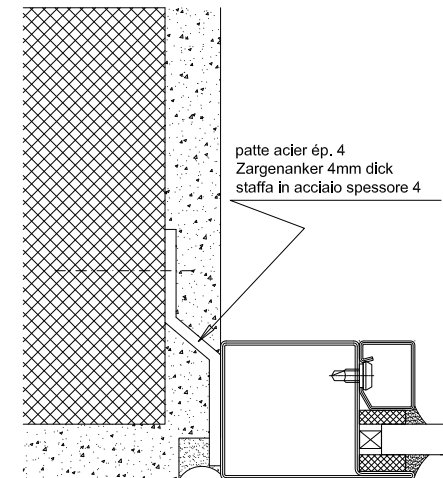 patte acier ép. 4
Zargenanker 4mm dick
staffa in acciaio spessore 4